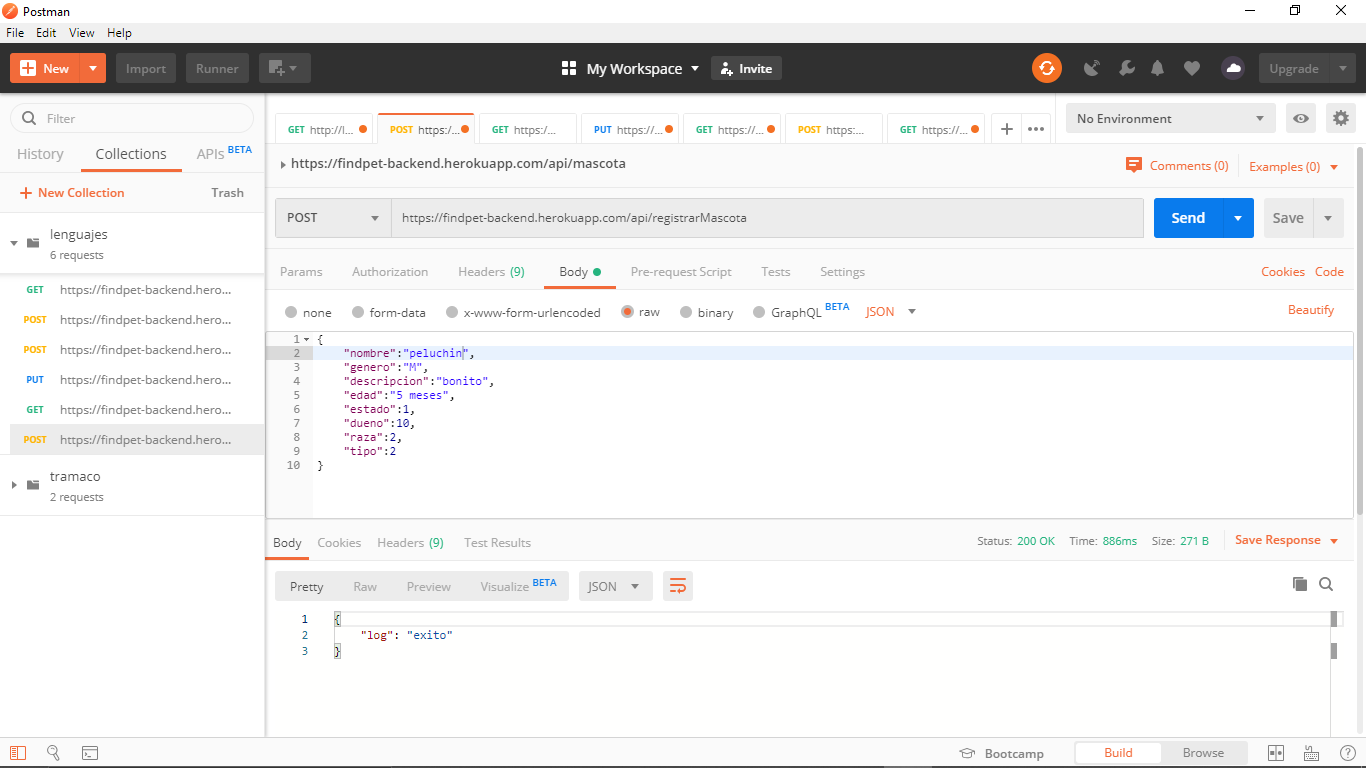 Postman
File Edit View Help
New Import Runner My Workspace Invite Upgrade
Filter
History Collections APIs BETA
New Collection Trash
lenguajes
6 requests
GET https://findpet-backend.hero...
POST https://findpet-backend.hero...
POST https://findpet-backend.hero...
PUT https://findpet-backend.hero...
GET https://findpet-backend.hero...
POST https://findpet-backend.hero...
tramaco
2 requests
GET http://l... POST https:/... GET https:/... PUT https://... GET https://... POST https:... GET https://... No Environment
https://findpet-backend.herokuapp.com/api/mascota Comments (0) Examples (0)
POST https://findpet-backend.herokuapp.com/api/registrarMascota Send Save
Params Authorization Headers (9) Body Pre-request Script Tests Settings Cookies Code
none form-data x-www-form-urlencoded raw binary GraphQL BETA JSON Beautify
1 {
2 "nombre":"peluchin",
3 "genero":"M",
4 "descripcion":"bonito",
5 "edad":"5 meses",
6 "estado":1,
7 "dueno":10,
8 "raza":2,
9 "tipo":2
10 }
Body Cookies Headers (9) Test Results Status: 200 OK Time: 886ms Size: 271 B Save Response
Pretty Raw Preview Visualize BETA JSON
1 {
2 "log": "exito"
3 }
Bootcamp Build Browse